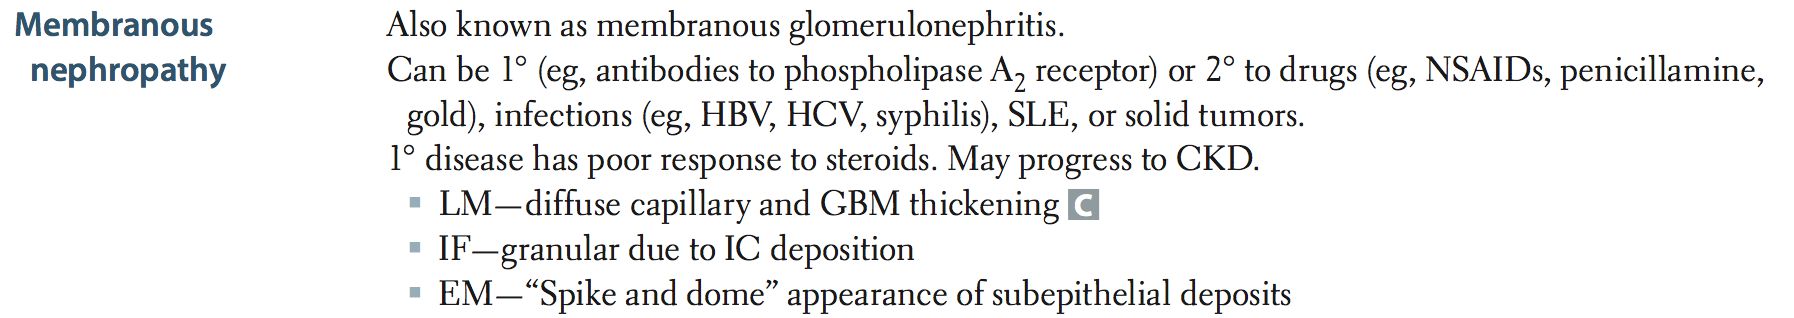 Membranous
nephropathy
Also known as membranous glomerulonephritis.
Can be 1° (eg, antibodies to phospholipase A₂ receptor) or 2° to drugs (eg, NSAIDs, penicillamine,
gold), infections (eg, HBV, HCV, syphilis), SLE, or solid tumors.
1° disease has poor response to steroids. May progress to CKD.
▪ LM—diffuse capillary and GBM thickening C
▪ IF—granular due to IC deposition
▪ EM—“Spike and dome” appearance of subepithelial deposits